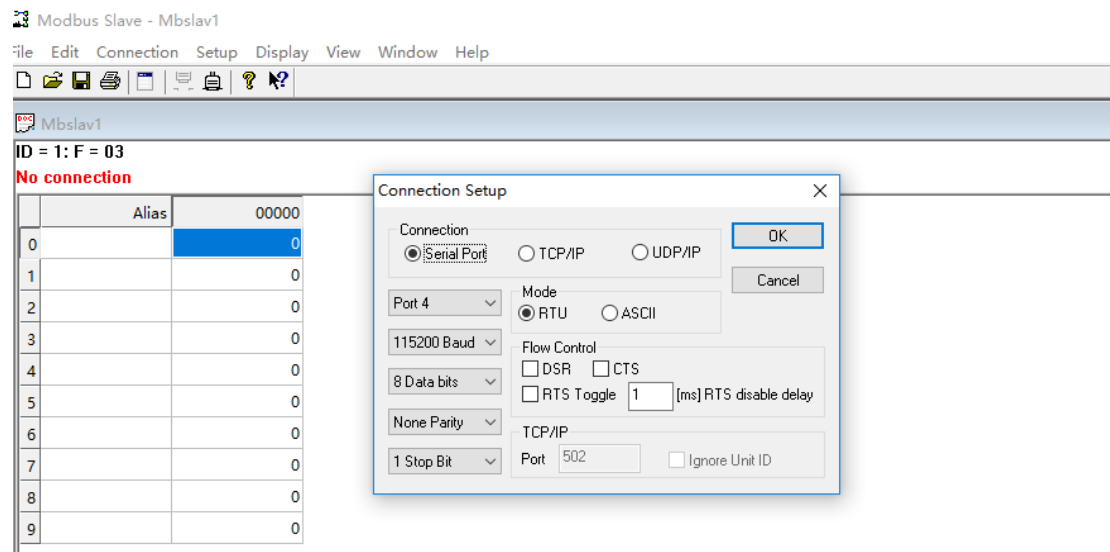 Modbus Slave - Mbslav1
File Edit Connection Setup Display View Window Help
Mbslav1
ID = 1: F = 03
No connection
Alias 00000
0 0
1 0
2 0
3 0
4 0
5 0
6 0
7 0
8 0
9 0
Connection Setup
Connection
Serial Port TCP/IP UDP/IP
OK
Cancel
Port 4
Mode
RTU ASCII
115200 Baud
Flow Control
DSR CTS
8 Data bits
RTS Toggle 1 [ms] RTS disable delay
None Parity
TCP/IP
1 Stop Bit
Port 502 Ignore Unit ID